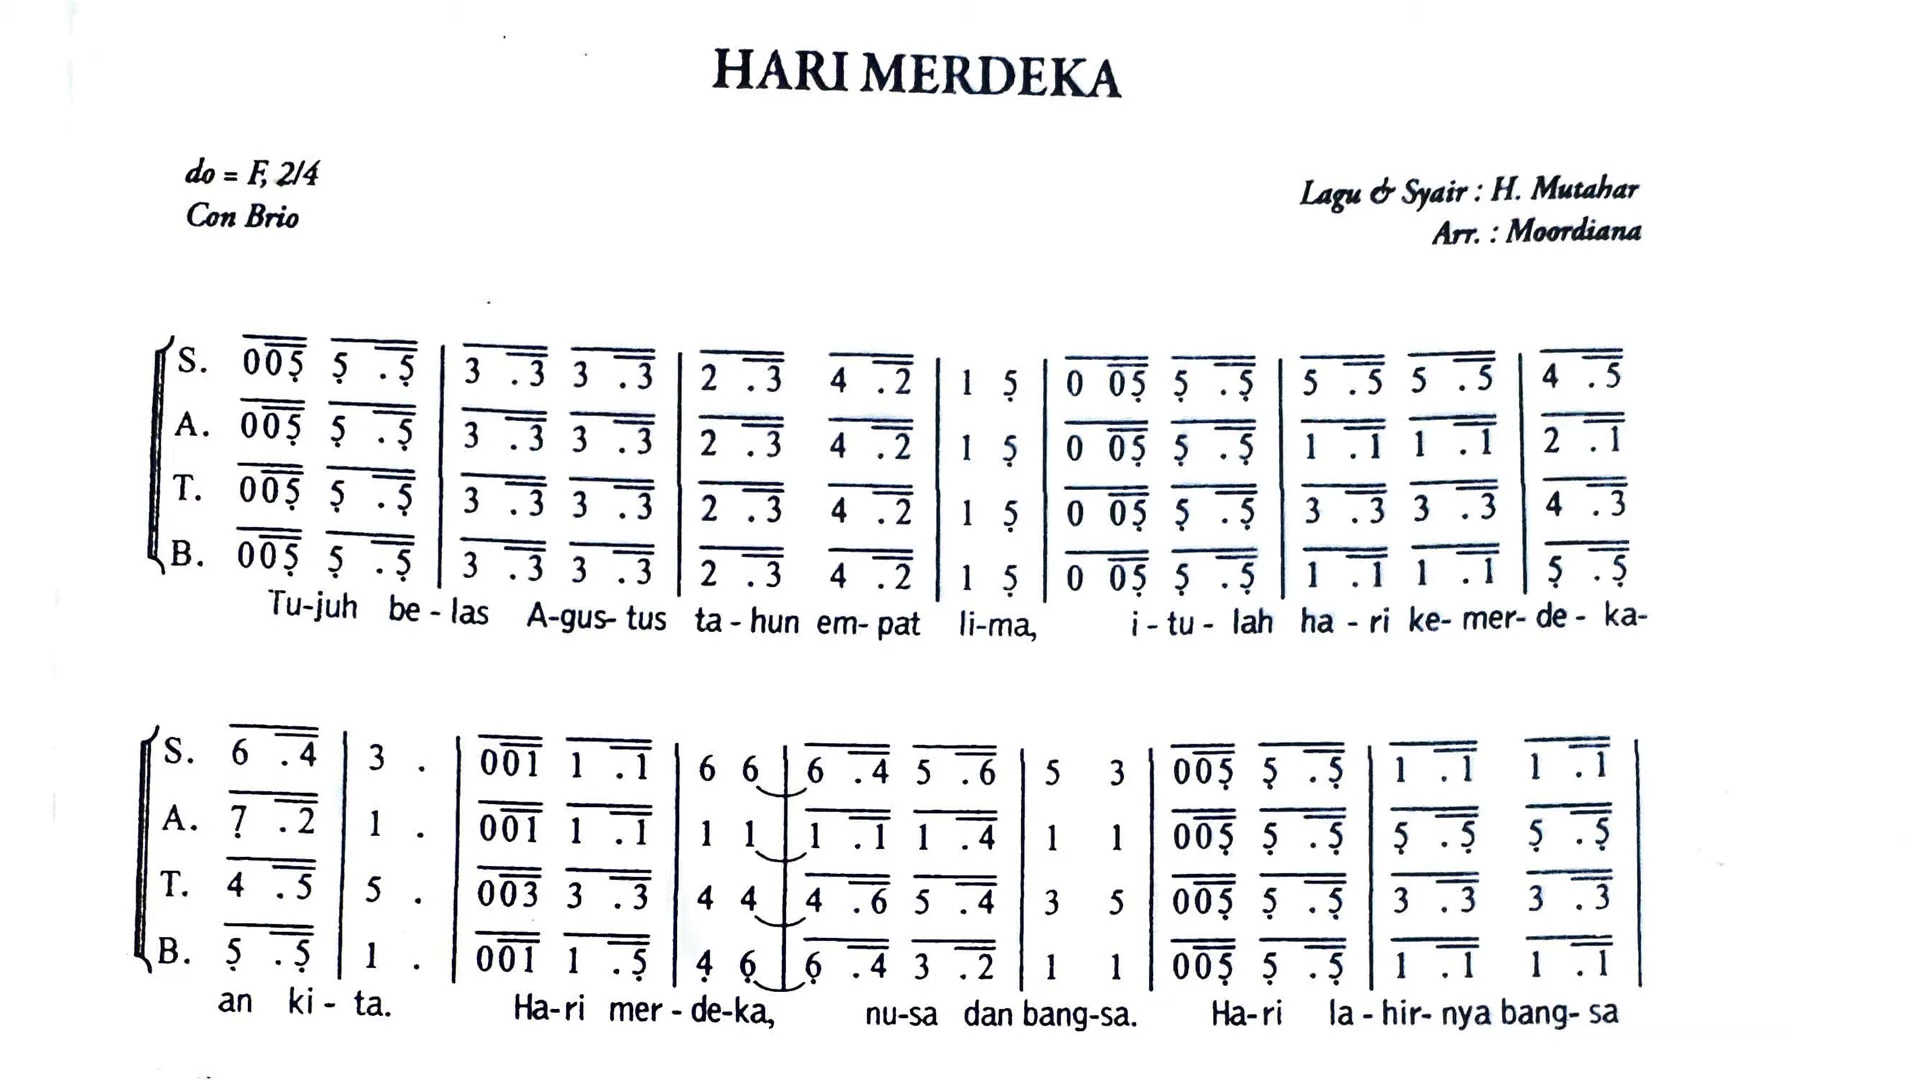 HARI MERDEKA
do = F, 2/4
Con Brio
Lagu & Syair : H. Mutahar
Arr. : Moordiana
S. 005̣ 5̣ .5̣ | 3 .3 3 .3 | 2 .3 4 .2 | 1 5̣ | 0 05̣ 5̣ .5̣ | 5 .5 5 .5 | 4 .5
A. 005̣ 5̣ .5̣ | 3 .3 3 .3 | 2 .3 4 .2 | 1 5̣ | 0 05̣ 5̣ .5̣ | 1 .1 1 .1 | 2 .1
T. 005̣ 5̣ .5̣ | 3 .3 3 .3 | 2 .3 4 .2 | 1 5̣ | 0 05̣ 5̣ .5̣ | 3 .3 3 .3 | 4 .3
B. 005̣ 5̣ .5̣ | 3 .3 3 .3 | 2 .3 4 .2 | 1 5̣ | 0 05̣ 5̣ .5̣ | 1 .1 1 .1 | 5̣ .5̣
Tu-juh be - las A-gus- tus ta - hun em- pat li-ma, i - tu - lah ha - ri ke- mer- de - ka-
S. 6 .4 | 3 . | 001 1 .1 | 6 6 | 6 .4 5 .6 | 5 3 | 005̣ 5̣ .5̣ | 1 .1 1 .1 |
A. 7̣ .2 | 1 . | 001 1 .1 | 1 1 | 1 .1 1 .4 | 1 1 | 005̣ 5̣ .5̣ | 5̣ .5̣ 5̣ .5̣ |
T. 4 .5 | 5 . | 003 3 .3 | 4 4 | 4 .6 5 .4 | 3 5 | 005̣ 5̣ .5̣ | 3 .3 3 .3 |
B. 5̣ .5̣ | 1 . | 001 1 .5̣ | 4̣ 6̣ | 6̣ .4 3 .2 | 1 1 | 005̣ 5̣ .5̣ | 1 .1 1 .1 |
an ki - ta. Ha-ri mer - de-ka, nu-sa dan bang-sa. Ha-ri la - hir- nya bang- sa